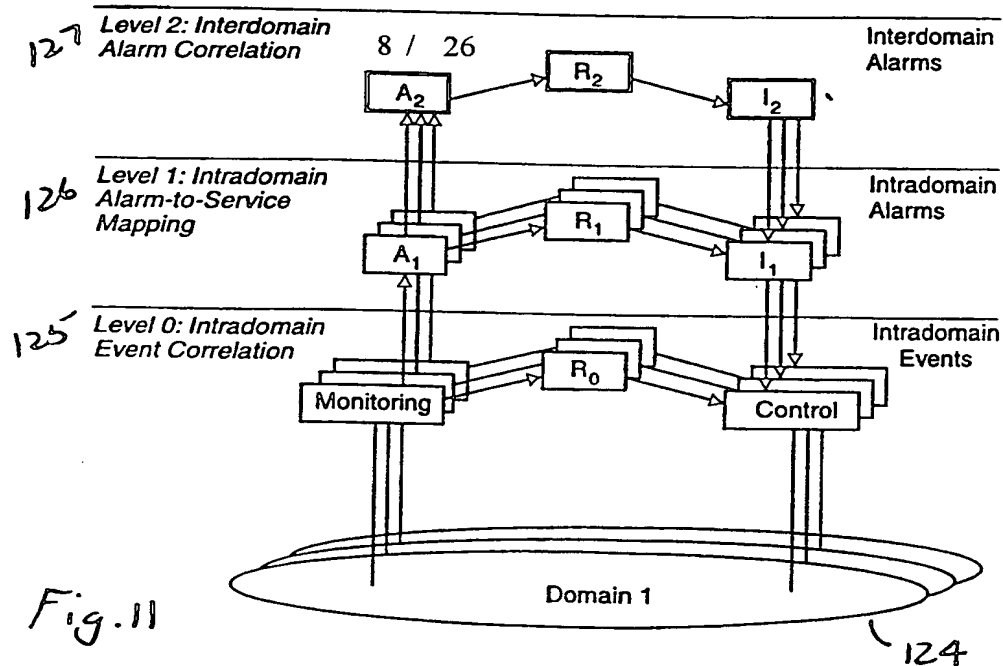 127
Level 2: Interdomain
Alarm Correlation
8 / 26
Interdomain
Alarms
A2
R2
I2
126
Level 1: Intradomain
Alarm-to-Service
Mapping
Intradomain
Alarms
A1
R1
I1
125
Level 0: Intradomain
Event Correlation
Intradomain
Events
Monitoring
R0
Control
Domain 1
Fig. 11
124